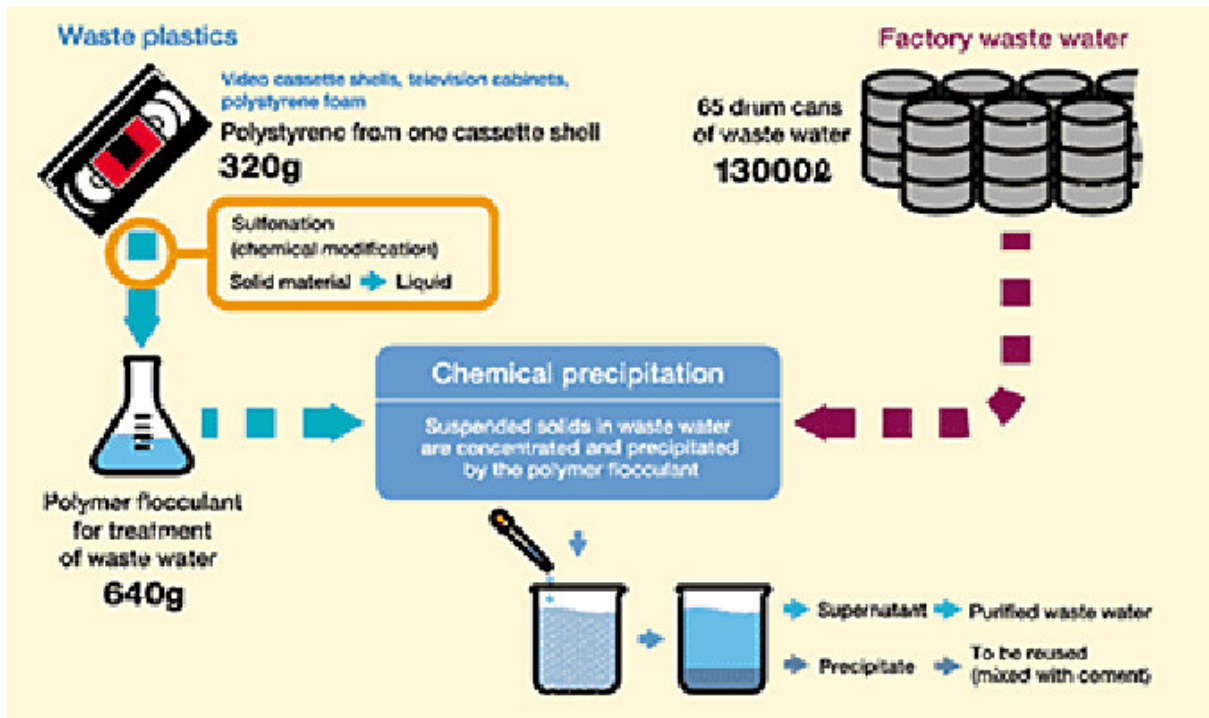 Waste plastics
Video cassette shells, television cabinets,
polystyrene foam
Polystyrene from one cassette shell
320g
Sulfonation
(chemical modification)
Solid material
Liquid
Factory waste water
65 drum cans
of waste water
13000ℓ
Chemical precipitation
Suspended solids in waste water
are concentrated and precipitated
by the polymer flocculant
Polymer flocculant
for treatment
of waste water
640g
Supernatant
Purified waste water
Precipitate
To be reused
(mixed with cement)